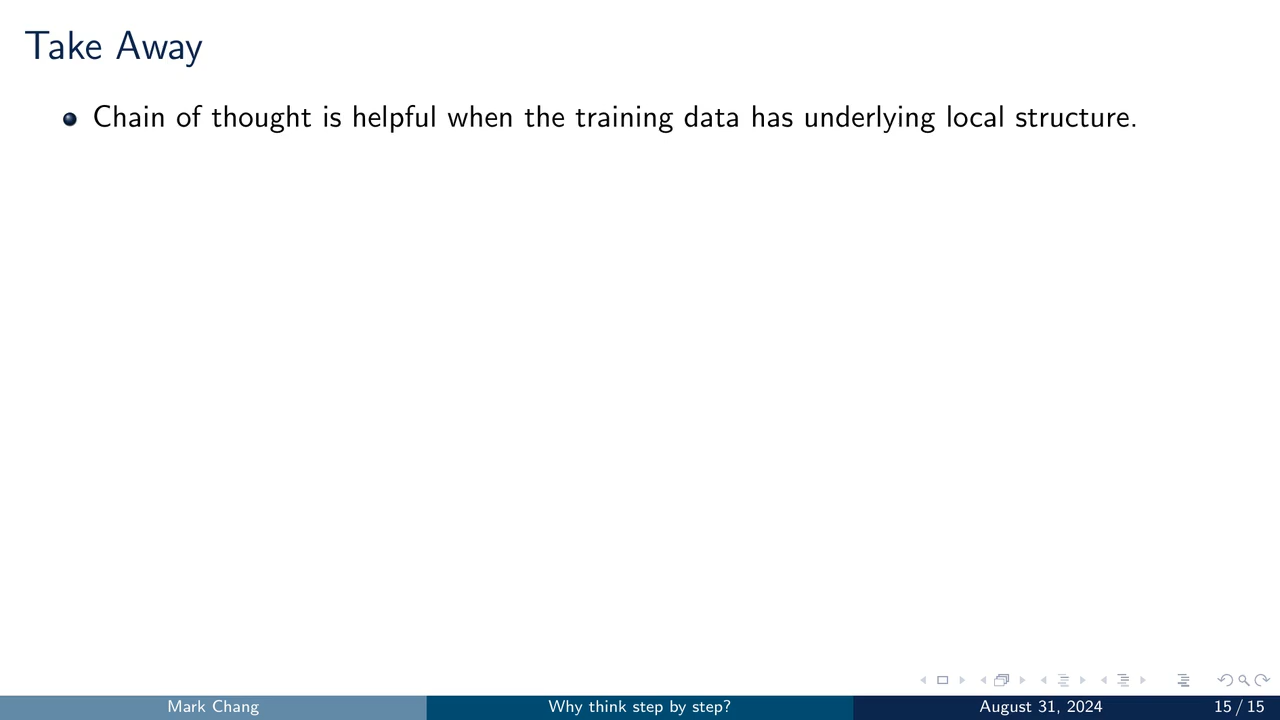 Take Away
Chain of thought is helpful when the training data has underlying local structure.
Mark Chang
Why think step by step?
August 31, 2024
15 / 15